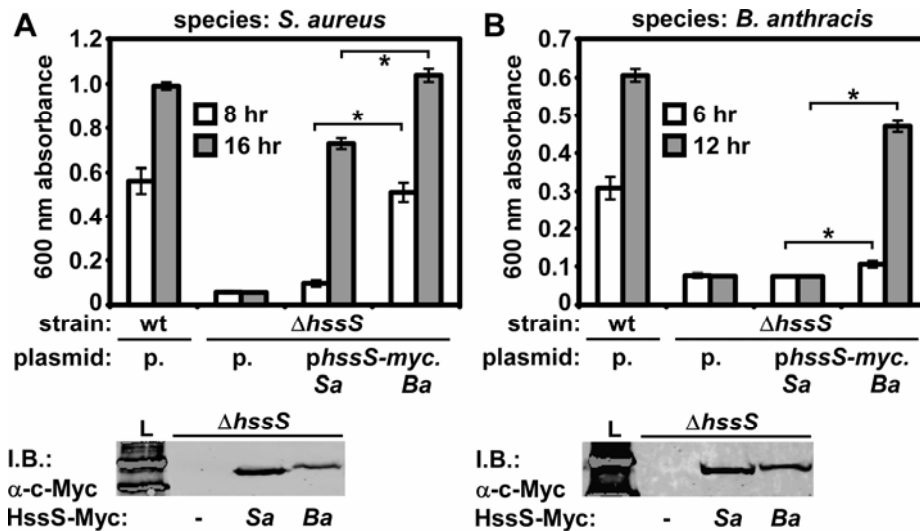 A
species: S. aureus
1.2
1.0
0.8
0.6
0.4
0.2
0
600 nm absorbance
8 hr
16 hr
*
*
strain: wt ΔhssS
plasmid: p. p. phssS-myc.
Sa Ba
L ΔhssS
I.B.:
α-c-Myc
HssS-Myc: - Sa Ba
B
species: B. anthracis
0.7
0.6
0.5
0.4
0.3
0.2
0.1
0
600 nm absorbance
6 hr
12 hr
*
*
strain: wt ΔhssS
plasmid: p. p. phssS-myc.
Sa Ba
L ΔhssS
I.B.:
α-c-Myc
HssS-Myc: - Sa Ba